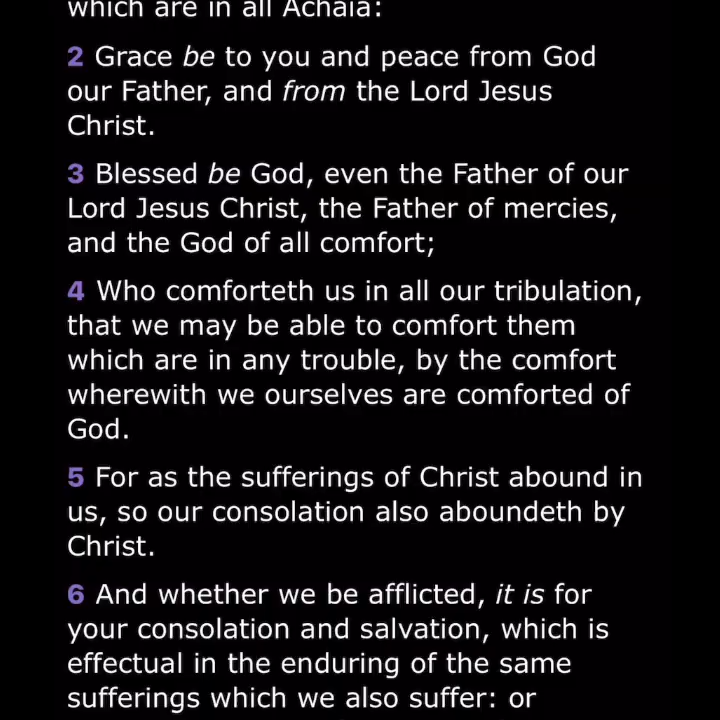 which are in all Achaia:
2 Grace be to you and peace from God
our Father, and from the Lord Jesus
Christ.
3 Blessed be God, even the Father of our
Lord Jesus Christ, the Father of mercies,
and the God of all comfort;
4 Who comforteth us in all our tribulation,
that we may be able to comfort them
which are in any trouble, by the comfort
wherewith we ourselves are comforted of
God.
5 For as the sufferings of Christ abound in
us, so our consolation also aboundeth by
Christ.
6 And whether we be afflicted, it is for
your consolation and salvation, which is
effectual in the enduring of the same
sufferings which we also suffer: or